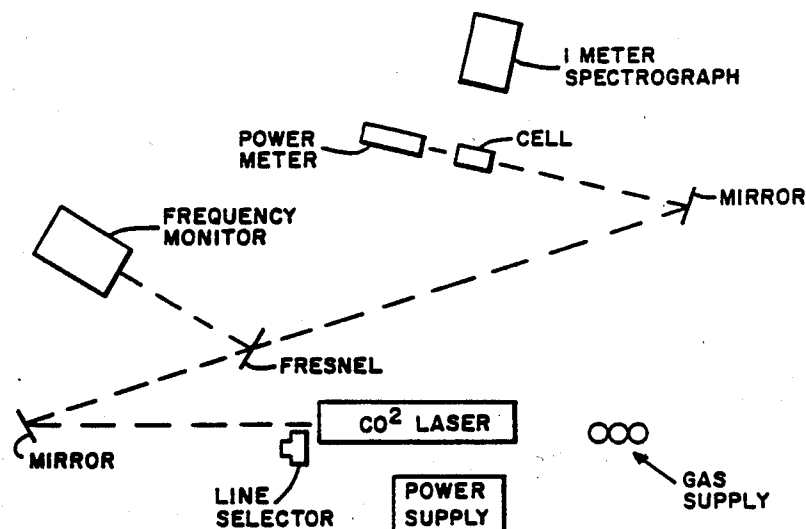 1 METER
SPECTROGRAPH
POWER
METER
CELL
MIRROR
FREQUENCY
MONITOR
FRESNEL
CO² LASER
MIRROR
LINE
SELECTOR
POWER
SUPPLY
GAS
SUPPLY